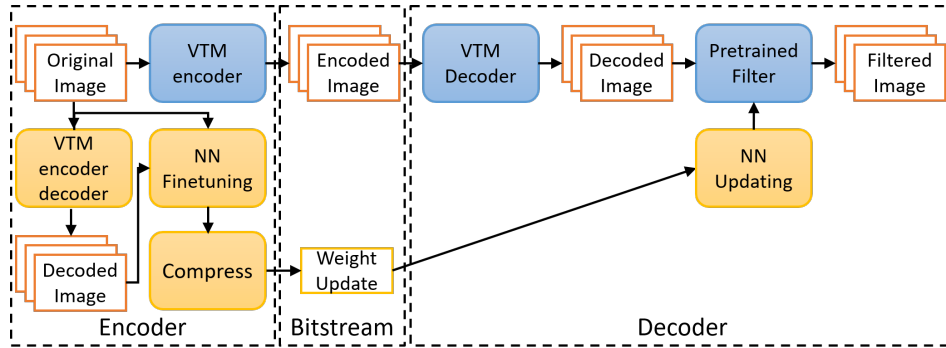 Original
Image
VTM
encoder
Encoded
Image
VTM
Decoder
Decoded
Image
Pretrained
Filter
Filtered
Image
VTM
encoder
decoder
NN
Finetuning
NN
Updating
Decoded
Image
Compress
Weight
Update
Encoder
Bitstream
Decoder